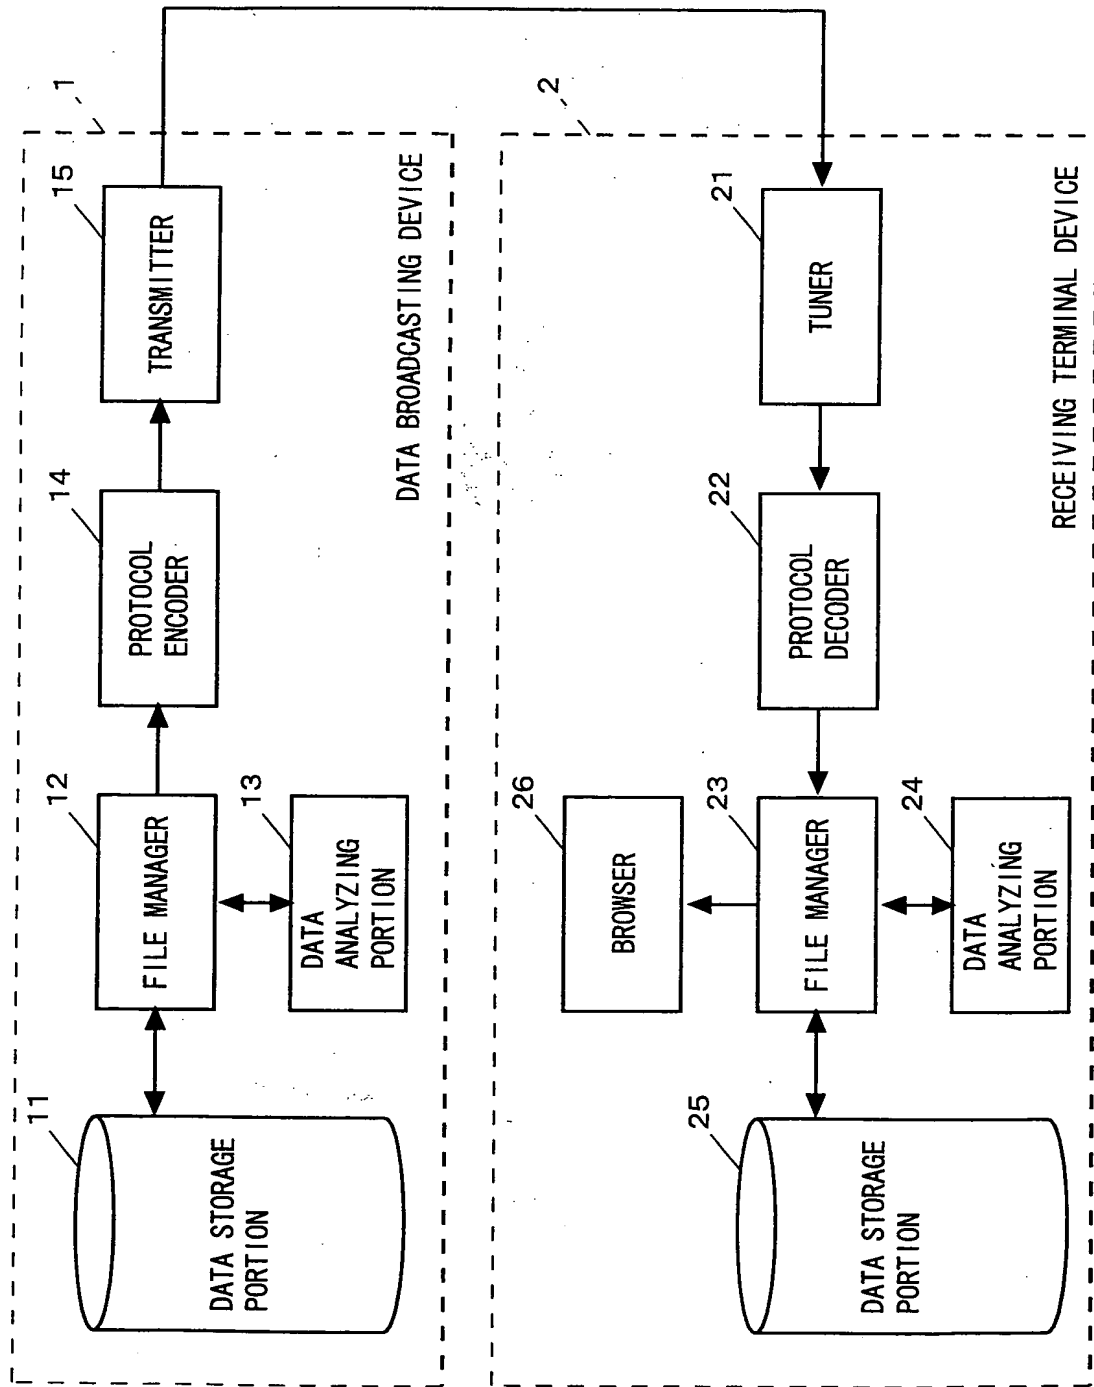 1
11
DATA STORAGE
PORTION
12
FILE MANAGER
13
DATA
ANALYZING
PORTION
14
PROTOCOL
ENCODER
15
TRANSMITTER
DATA BROADCASTING DEVICE
2
25
DATA STORAGE
PORTION
26
BROWSER
23
FILE MANAGER
24
DATA
ANALYZING
PORTION
22
PROTOCOL
DECODER
21
TUNER
RECEIVING TERMINAL DEVICE